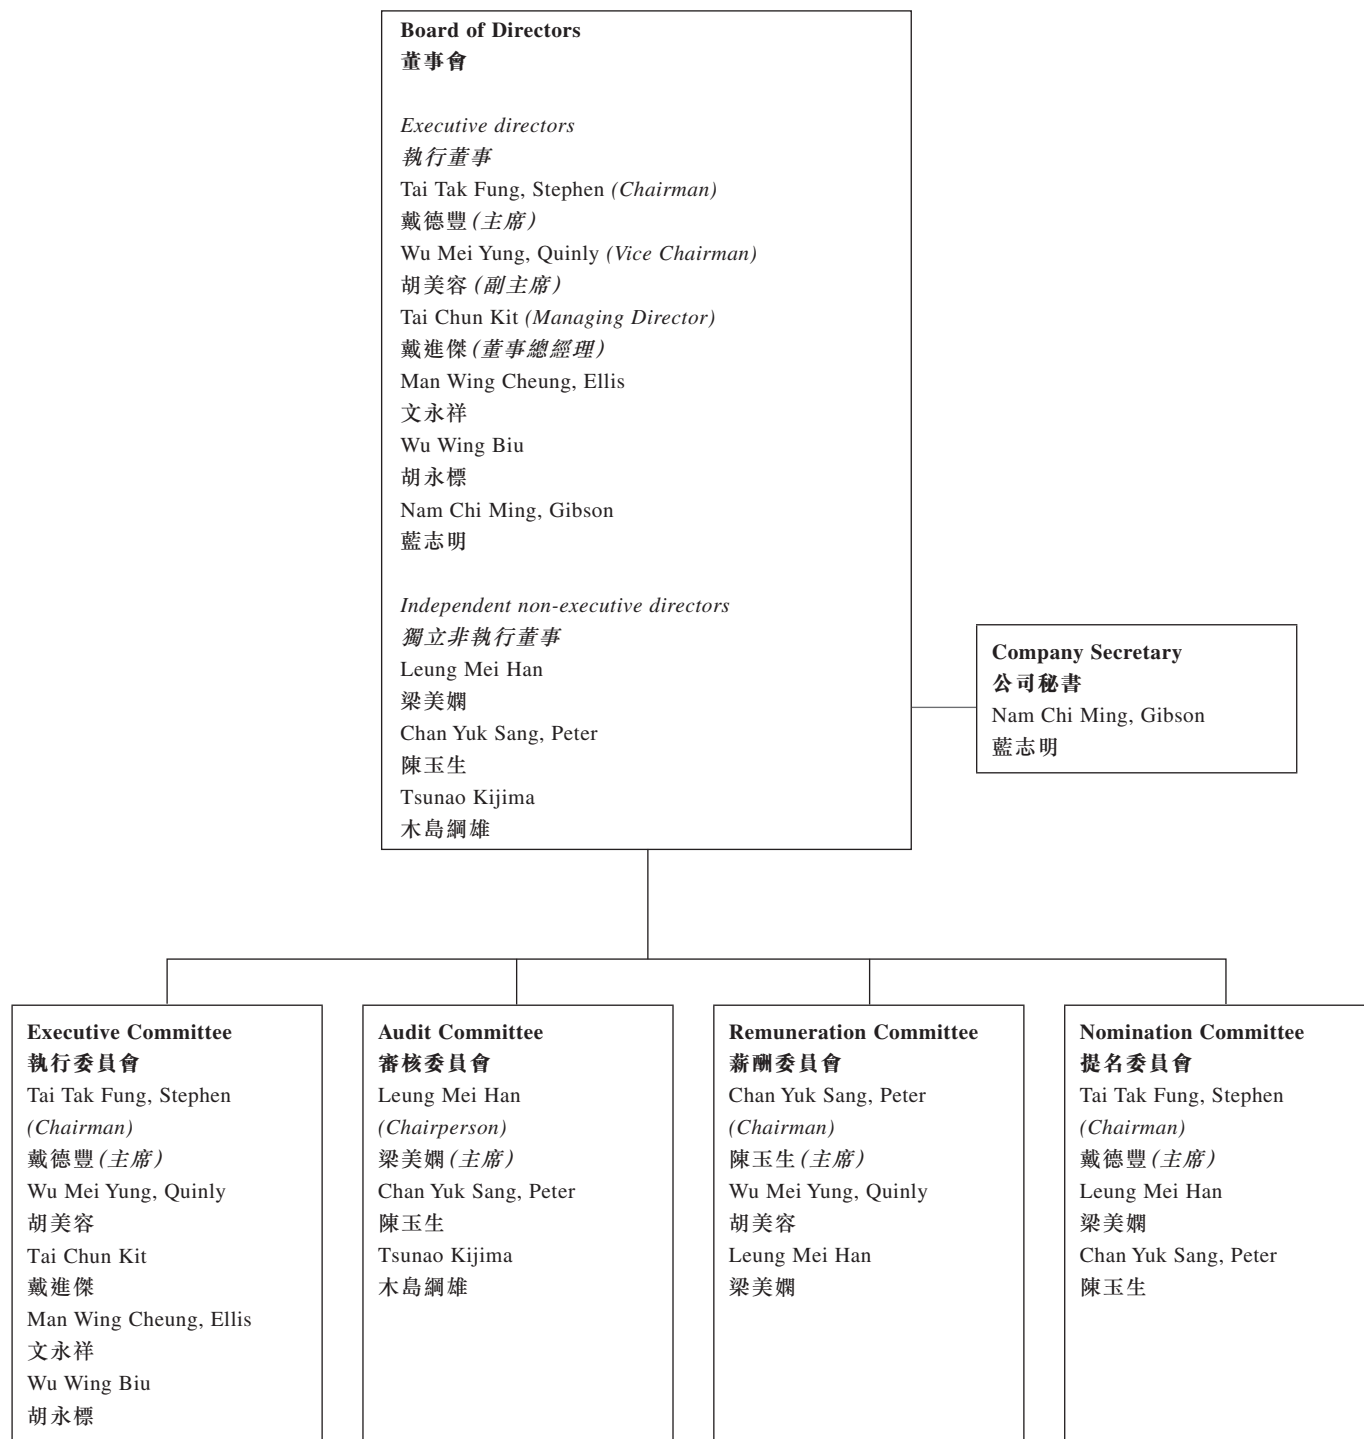 Board of Directors
董事會
Executive directors
執行董事
Tai Tak Fung, Stephen (Chairman)
戴德豐(主席)
Wu Mei Yung, Quinly (Vice Chairman)
胡美容(副主席)
Tai Chun Kit (Managing Director)
戴進傑(董事總經理)
Man Wing Cheung, Ellis
文永祥
Wu Wing Biu
胡永標
Nam Chi Ming, Gibson
藍志明
Independent non-executive directors
獨立非執行董事
Leung Mei Han
梁美嫻
Chan Yuk Sang, Peter
陳玉生
Tsunao Kijima
木島綱雄
Company Secretary
公司秘書
Nam Chi Ming, Gibson
藍志明
Executive Committee
執行委員會
Tai Tak Fung, Stephen
(Chairman)
戴德豐(主席)
Wu Mei Yung, Quinly
胡美容
Tai Chun Kit
戴進傑
Man Wing Cheung, Ellis
文永祥
Wu Wing Biu
胡永標
Audit Committee
審核委員會
Leung Mei Han
(Chairperson)
梁美嫻(主席)
Chan Yuk Sang, Peter
陳玉生
Tsunao Kijima
木島綱雄
Remuneration Committee
薪酬委員會
Chan Yuk Sang, Peter
(Chairman)
陳玉生(主席)
Wu Mei Yung, Quinly
胡美容
Leung Mei Han
梁美嫻
Nomination Committee
提名委員會
Tai Tak Fung, Stephen
(Chairman)
戴德豐(主席)
Leung Mei Han
梁美嫻
Chan Yuk Sang, Peter
陳玉生